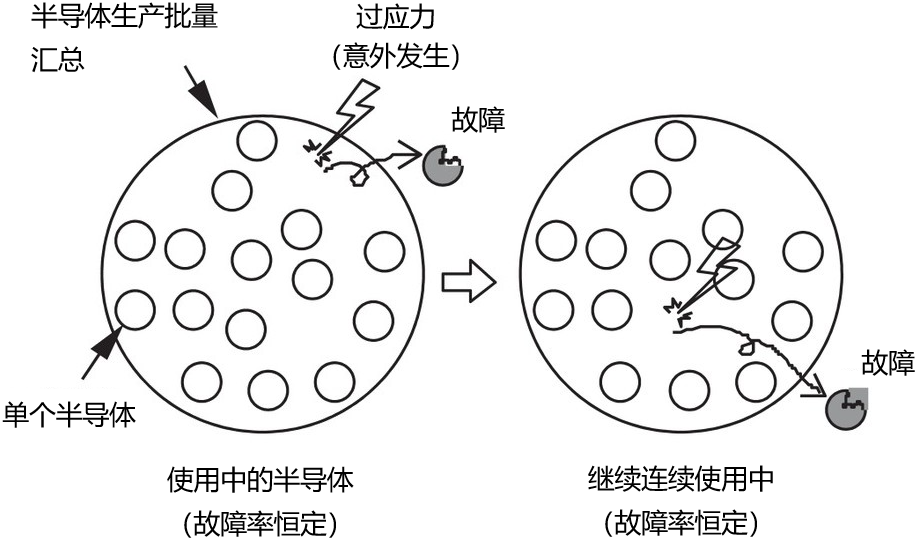 半导体生产批量
汇总
过应力
（意外发生）
故障
单个半导体
使用中的半导体
（故障率恒定）
故障
继续连续使用中
（故障率恒定）